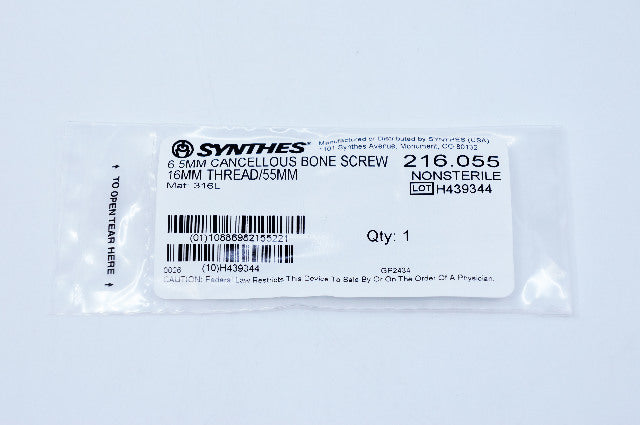 SYNTHES®
Manufactured or Distributed by SYNTHES (USA)
1101 Synthes Avenue, Monument, CO 80132
6.5MM CANCELLOUS BONE SCREW
16MM THREAD/55MM
Mat: 316L
216.055
NONSTERILE
LOT H439344
(01)10886982155221
Qty: 1
(10)H439344
0026
GP2434
CAUTION: Federal Law Restricts This Device To Sale By Or On The Order Of A Physician.
TO OPEN TEAR HERE